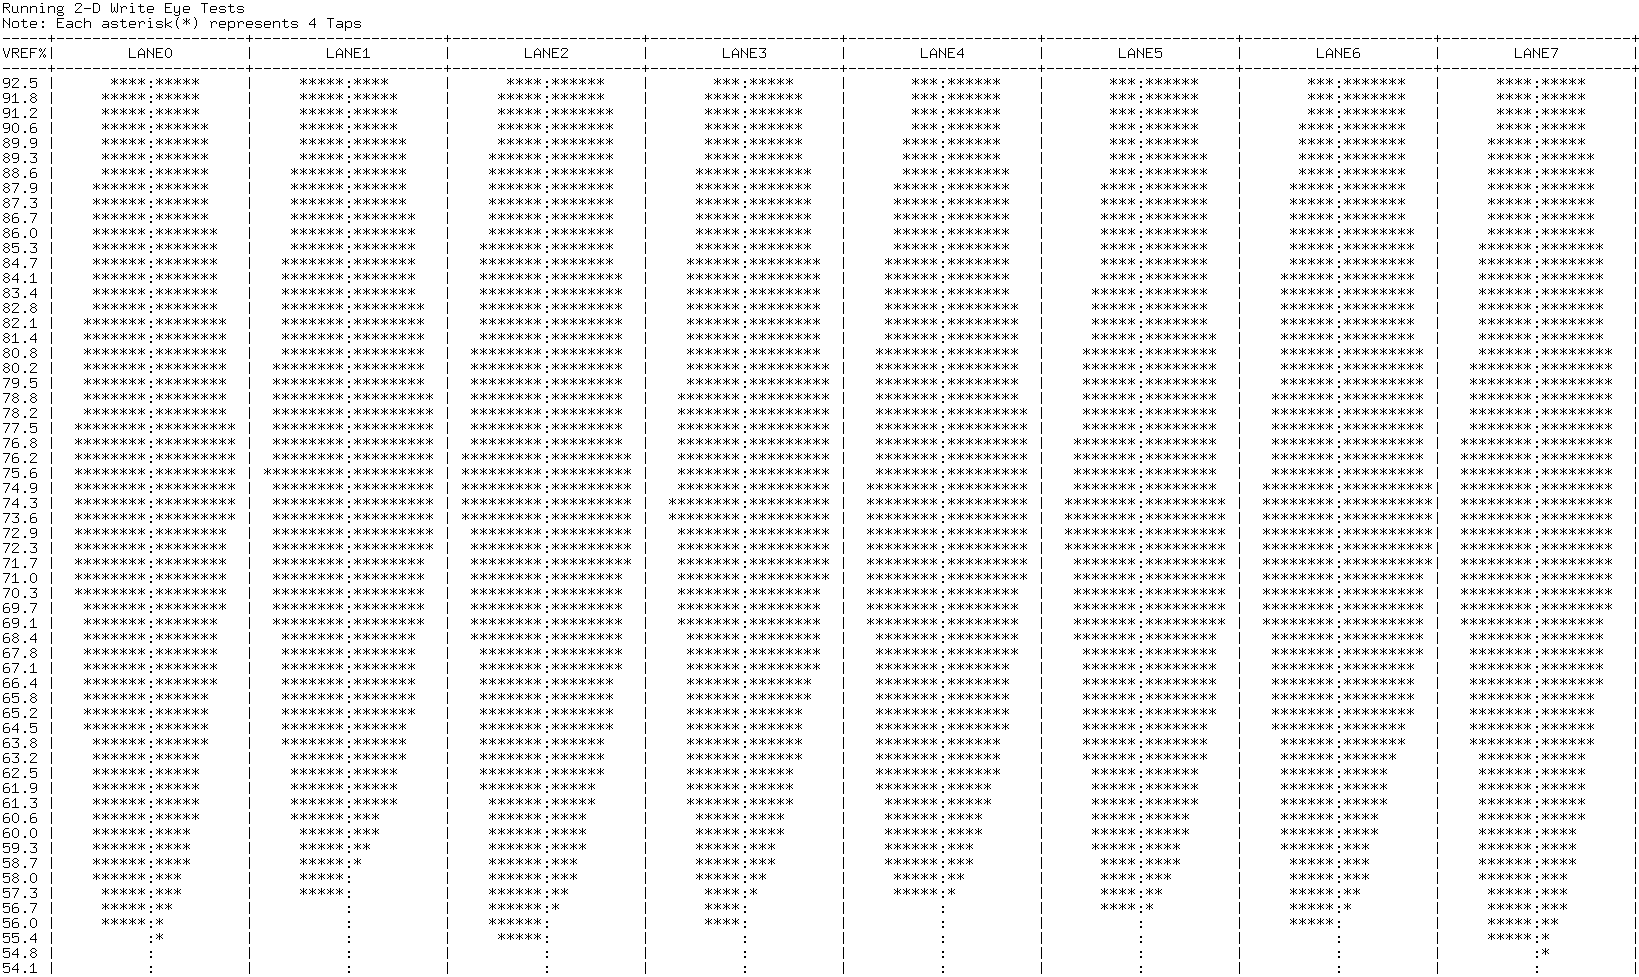 Running 2-D Write Eye Tests
Note: Each asterisk(*) represents 4 Taps
-----+---------------------+---------------------+---------------------+---------------------+---------------------+---------------------+---------------------+---------------------+
VREF%| LANE0 | LANE1 | LANE2 | LANE3 | LANE4 | LANE5 | LANE6 | LANE7 |
-----+---------------------+---------------------+---------------------+---------------------+---------------------+---------------------+---------------------+---------------------+
92.5 | ****:***** | *****:**** | ****:****** | ***:***** | ***:****** | ***:****** | ***:******* | ****:***** |
91.8 | *****:***** | *****:***** | *****:****** | ****:****** | ***:****** | ***:****** | ***:******* | ****:***** |
91.2 | *****:***** | *****:***** | *****:******* | ****:****** | ***:****** | ***:****** | ***:******* | ****:***** |
90.6 | *****:****** | *****:***** | *****:******* | ****:****** | ***:****** | ***:****** | ****:******* | ****:***** |
89.9 | *****:****** | *****:****** | *****:******* | ****:****** | ****:****** | ***:****** | ****:******* | *****:***** |
89.3 | *****:****** | *****:****** | ******:******* | ****:****** | ****:****** | ***:******* | ****:******* | *****:****** |
88.6 | *****:****** | ******:****** | ******:******* | *****:******* | ****:******* | ***:******* | ****:******* | *****:****** |
87.9 | ******:****** | ******:****** | ******:******* | *****:******* | *****:******* | ****:******* | *****:******* | *****:****** |
87.3 | ******:****** | ******:****** | ******:******* | *****:******* | *****:******* | ****:******* | *****:******* | *****:****** |
86.7 | ******:****** | ******:******* | ******:******* | *****:******* | *****:******* | ****:******* | *****:******* | *****:****** |
86.0 | ******:******* | ******:******* | ******:******* | *****:******* | *****:******* | ****:******* | *****:******** | *****:****** |
85.3 | ******:******* | ******:******* | *******:******* | *****:******* | *****:******* | ****:******* | *****:******** | ******:******* |
84.7 | ******:******* | *******:******* | *******:******* | ******:******** | ******:******* | ****:******* | *****:******** | ******:******* |
84.1 | ******:******* | *******:******* | *******:******** | ******:******** | ******:******* | ****:******* | ******:******** | ******:******* |
83.4 | ******:******* | *******:******* | *******:******** | ******:******** | ******:******* | *****:******* | ******:******** | ******:******* |
82.8 | ******:******* | *******:******** | *******:******** | ******:******** | ******:******** | *****:******* | ******:******** | ******:******* |
82.1 | *******:******** | *******:******** | *******:******** | ******:******** | ******:******** | *****:******* | ******:******** | ******:******* |
81.4 | *******:******** | *******:******** | *******:******** | ******:******** | ******:******** | *****:******** | ******:******** | ******:******* |
80.8 | *******:******** | *******:******** | ********:******** | ******:******** | *******:******** | ******:******** | ******:********* | ******:******** |
80.2 | *******:******** | ********:******** | ********:******** | ******:********* | *******:******** | ******:******** | ******:********* | *******:******** |
79.5 | *******:******** | ********:******** | ********:******** | ******:********* | *******:******** | ******:******** | ******:********* | *******:******** |
78.8 | *******:******** | ********:********* | ********:******** | *******:********* | *******:******** | ******:******** | *******:********* | *******:******** |
78.2 | *******:******** | ********:********* | ********:******** | *******:********* | *******:********* | ******:******** | *******:********* | *******:******** |
77.5 | ********:********* | ********:********* | ********:******** | *******:********* | *******:********* | ******:******** | *******:********* | *******:******** |
76.8 | ********:********* | ********:********* | ********:******** | *******:********* | *******:********* | *******:******** | *******:********* | ********:******** |
76.2 | ********:********* | ********:********* | *********:********* | *******:********* | *******:********* | *******:******** | *******:********* | ********:******** |
75.6 | ********:********* | *********:********* | *********:********* | *******:********* | *******:********* | *******:******** | *******:********* | ********:******** |
74.9 | ********:********* | ********:********* | *********:********* | *******:********* | ********:********* | *******:******** | ********:********** | ********:******** |
74.3 | ********:********* | ********:********* | *********:********* | ********:********* | ********:********* | ********:********* | ********:********** | ********:******** |
73.6 | ********:********* | ********:********* | *********:********* | ********:********* | ********:********* | ********:********* | ********:********** | ********:******** |
72.9 | ********:******** | ********:********* | ********:********* | *******:********* | ********:********* | ********:********* | ********:********** | ********:******** |
72.3 | ********:******** | ********:********* | ********:********* | *******:********* | ********:********* | ********:********* | ********:********** | ********:******** |
71.7 | ********:******** | ********:******** | ********:********* | *******:********* | ********:********* | *******:********* | ********:********** | ********:******** |
71.0 | ********:******** | ********:******** | ********:******** | *******:********* | ********:********* | *******:********* | ********:********* | ********:******** |
70.3 | ********:******** | ********:******** | ********:******** | *******:******** | ********:******** | *******:********* | ********:********* | ********:******** |
69.7 | *******:******** | ********:******** | ********:******** | *******:******** | ********:******** | *******:********* | ********:********* | ********:******** |
69.1 | *******:******* | ********:******** | ********:******** | *******:******** | ********:******** | *******:********* | ********:********* | ********:******* |
68.4 | *******:******* | *******:******* | ********:******** | ******:******** | *******:******** | *******:******** | *******:********* | *******:******* |
67.8 | *******:******* | *******:******* | *******:******** | ******:******** | *******:******** | ******:******** | *******:********* | *******:******* |
67.1 | *******:******* | *******:******* | *******:******** | ******:******** | *******:******* | ******:******** | *******:******** | *******:******* |
66.4 | *******:******* | *******:******* | *******:******* | ******:******* | *******:******* | ******:******** | *******:******** | *******:******* |
65.8 | *******:****** | *******:******* | *******:******* | ******:******* | *******:******* | ******:******** | *******:******** | *******:****** |
65.2 | *******:****** | *******:******* | *******:******* | ******:****** | *******:******* | ******:******** | *******:******** | *******:****** |
64.5 | *******:****** | *******:****** | *******:******* | ******:****** | *******:******* | ******:******* | *******:******* | *******:****** |
63.8 | ******:****** | *******:****** | *******:****** | ******:****** | *******:****** | ******:******* | ******:******* | *******:****** |
63.2 | ******:***** | ******:****** | *******:****** | ******:****** | *******:****** | ******:******* | ******:****** | ******:***** |
62.5 | ******:***** | ******:***** | *******:****** | ******:***** | *******:****** | *****:****** | ******:***** | ******:***** |
61.9 | ******:***** | ******:***** | *******:***** | ******:***** | *******:***** | *****:****** | ******:***** | ******:***** |
61.3 | ******:***** | ******:***** | ******:***** | ******:***** | ******:***** | *****:****** | ******:***** | ******:***** |
60.6 | ******:***** | ******:*** | ******:**** | *****:**** | ******:**** | *****:***** | ******:**** | ******:***** |
60.0 | ******:**** | *****:*** | ******:**** | *****:**** | ******:**** | *****:***** | ******:**** | ******:**** |
59.3 | ******:**** | *****:** | ******:**** | *****:*** | ******:*** | *****:**** | ******:*** | ******:**** |
58.7 | ******:**** | *****:* | ******:*** | *****:*** | ******:*** | ****:**** | *****:*** | ******:**** |
58.0 | ******:*** | *****: | ******:*** | *****:** | *****:** | ****:*** | *****:*** | ******:*** |
57.3 | *****:*** | *****: | ******:** | ****:* | *****:* | ****:** | *****:** | *****:*** |
56.7 | *****:** | : | ******:* | ****: | : | ****:* | *****:* | *****:*** |
56.0 | *****:* | : | ******: | ****: | : | : | *****: | *****:** |
55.4 | :* | : | *****: | : | : | : | : | *****:* |
54.8 | : | : | : | : | : | : | : | :* |
54.1 | : | : | : | : | : | : | : | : |